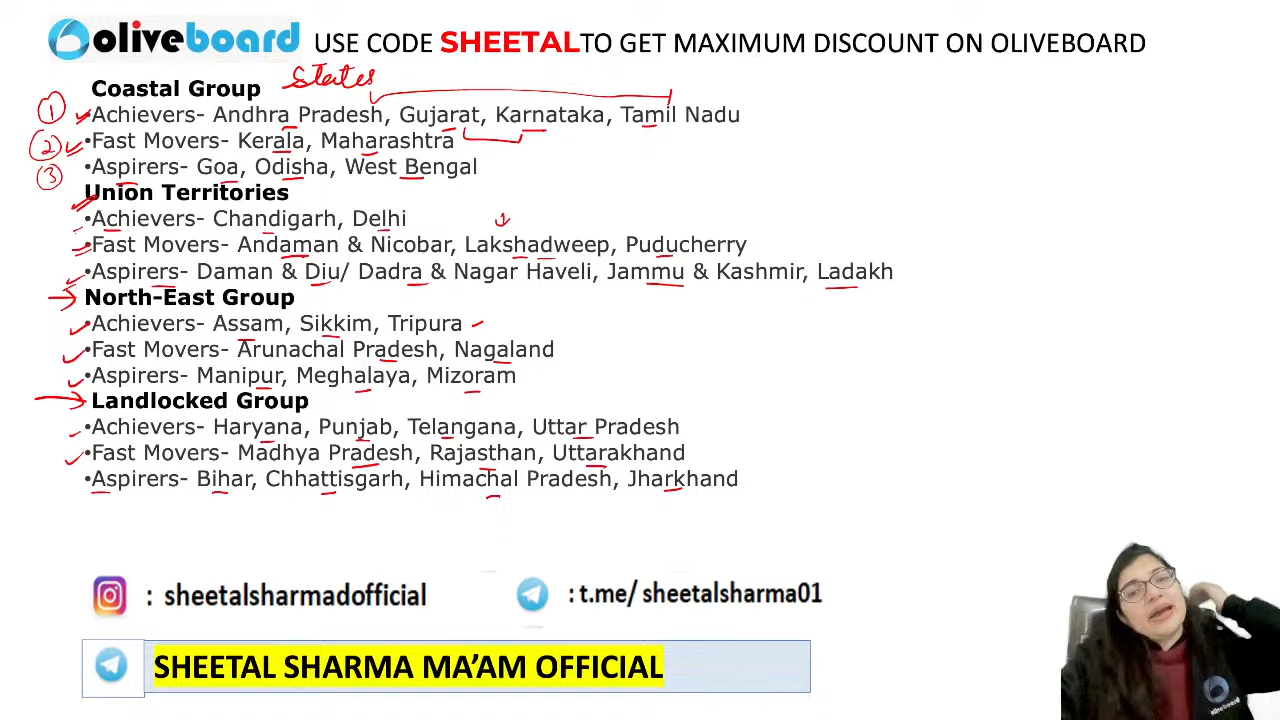 oliveboard USE CODE SHEETAL TO GET MAXIMUM DISCOUNT ON OLIVEBOARD
Coastal Group States
① •Achievers- Andhra Pradesh, Gujarat, Karnataka, Tamil Nadu
② •Fast Movers- Kerala, Maharashtra
③ •Aspirers- Goa, Odisha, West Bengal
Union Territories
•Achievers- Chandigarh, Delhi
•Fast Movers- Andaman & Nicobar, Lakshadweep, Puducherry
•Aspirers- Daman & Diu/ Dadra & Nagar Haveli, Jammu & Kashmir, Ladakh
North-East Group
•Achievers- Assam, Sikkim, Tripura
•Fast Movers- Arunachal Pradesh, Nagaland
•Aspirers- Manipur, Meghalaya, Mizoram
Landlocked Group
•Achievers- Haryana, Punjab, Telangana, Uttar Pradesh
•Fast Movers- Madhya Pradesh, Rajasthan, Uttarakhand
•Aspirers- Bihar, Chhattisgarh, Himachal Pradesh, Jharkhand
: sheetalsharmadofficial : t.me/ sheetalsharma01
SHEETAL SHARMA MA’AM OFFICIAL
oliveboard